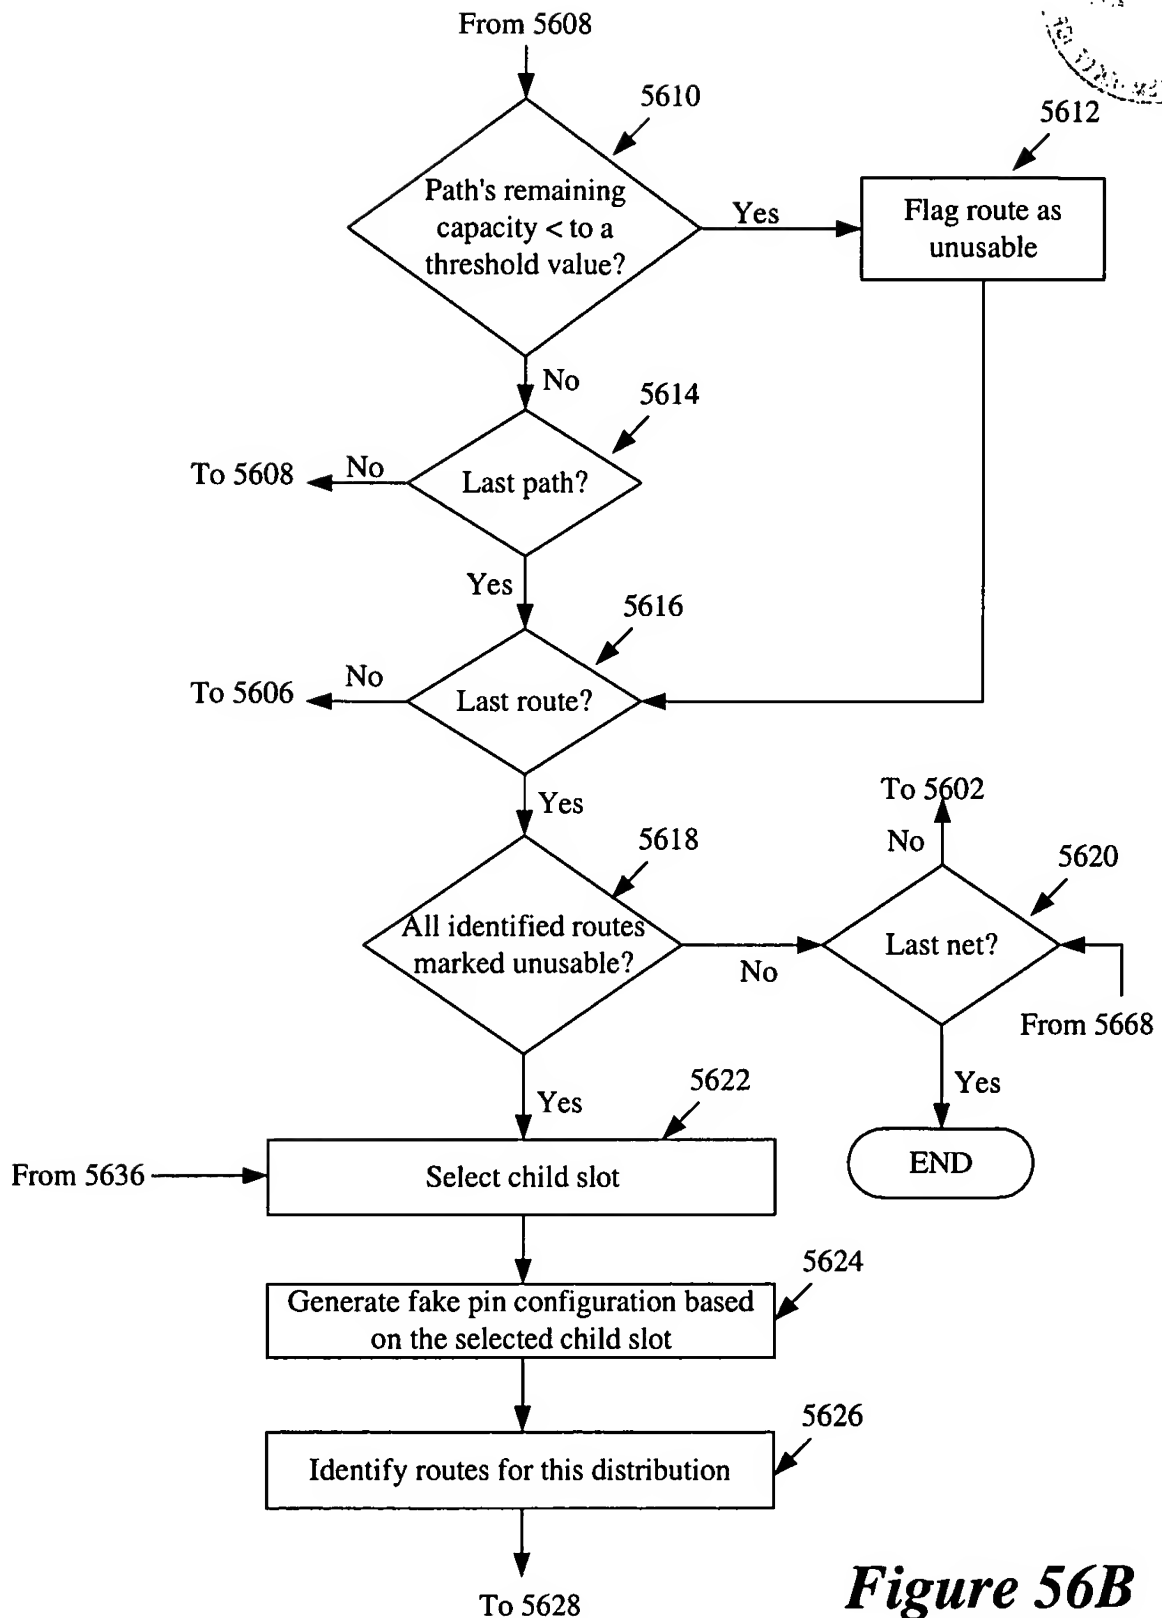 From 5608
5610
5612
Path's remaining
capacity < to a
threshold value?
Yes
Flag route as
unusable
No
5614
To 5608
No
Last path?
Yes
5616
To 5606
No
Last route?
Yes
To 5602
No
5618
5620
All identified routes
marked unusable?
No
Last net?
From 5668
Yes
5622
Yes
END
From 5636
Select child slot
5624
Generate fake pin configuration based
on the selected child slot
5626
Identify routes for this distribution
To 5628
Figure 56B